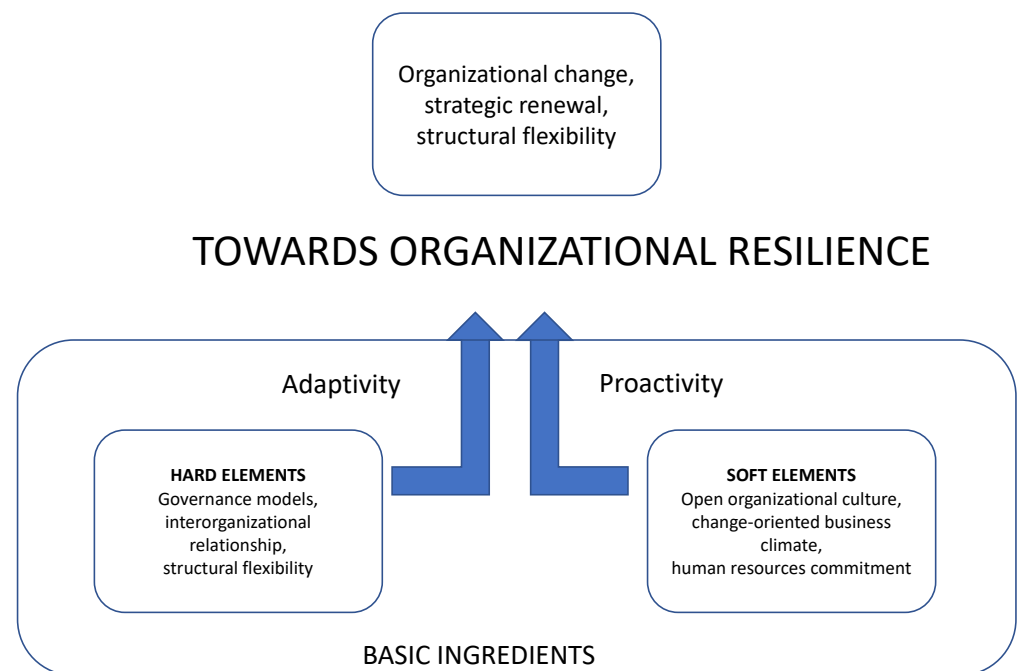 Organizational change,
strategic renewal,
structural flexibility
TOWARDS ORGANIZATIONAL RESILIENCE
Adaptivity
Proactivity
HARD ELEMENTS
Governance models,
interorganizational
relationship,
structural flexibility
SOFT ELEMENTS
Open organizational culture,
change-oriented business
climate,
human resources commitment
BASIC INGREDIENTS